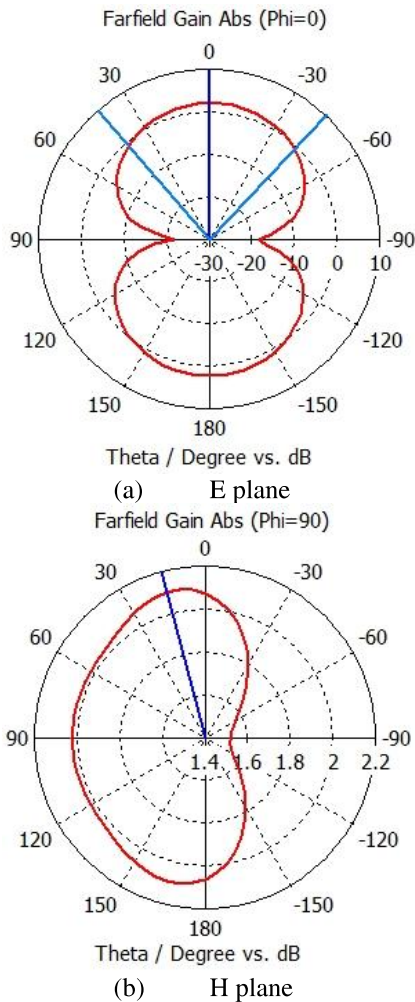 Farfield Gain Abs (Phi=0)
0
30 -30
60 -60
90 -30 -20 -10 0 10 -90
120 -120
150 -150
180
Theta / Degree vs. dB
(a) E plane
Farfield Gain Abs (Phi=90)
0
30 -30
60 -60
90 1.4 1.6 1.8 2 2.2 -90
120 -120
150 -150
180
Theta / Degree vs. dB
(b) H plane